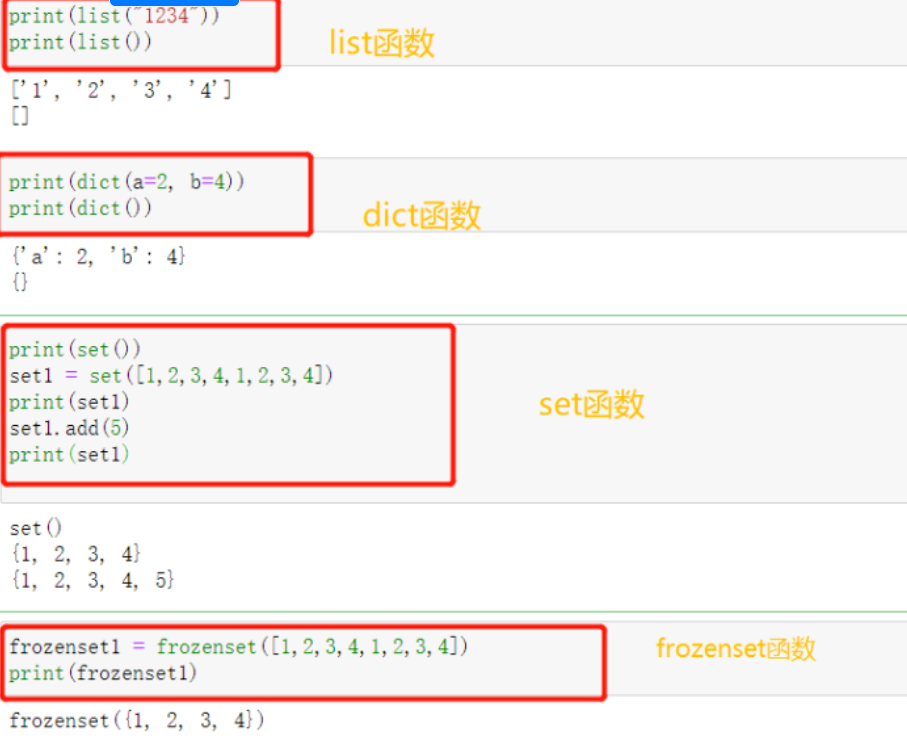 print(list("1234"))
print(list())
list函数
['1', '2', '3', '4']
[]
print(dict(a=2, b=4))
print(dict())
dict函数
{'a': 2, 'b': 4}
{}
print(set())
set1 = set([1,2,3,4,1,2,3,4])
print(set1)
set1.add(5)
print(set1)
set函数
set()
{1, 2, 3, 4}
{1, 2, 3, 4, 5}
frozenset1 = frozenset([1,2,3,4,1,2,3,4])
print(frozenset1)
frozenset函数
frozenset({1, 2, 3, 4})